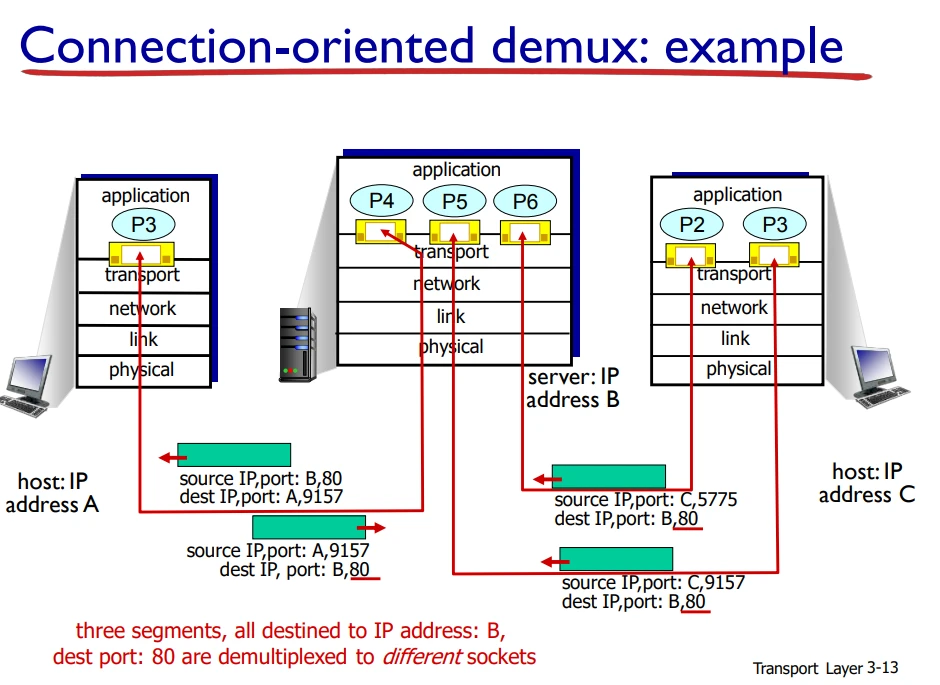 Connection-oriented demux: example
application
P3
transport
network
link
physical
host: IP
address A
application
P4 P5 P6
transport
network
link
physical
server: IP
address B
application
P2 P3
transport
network
link
physical
host: IP
address C
source IP,port: B,80
dest IP,port: A,9157
source IP,port: A,9157
dest IP, port: B,80
source IP,port: C,5775
dest IP,port: B,80
source IP,port: C,9157
dest IP,port: B,80
three segments, all destined to IP address: B,
dest port: 80 are demultiplexed to different sockets
Transport Layer 3-13